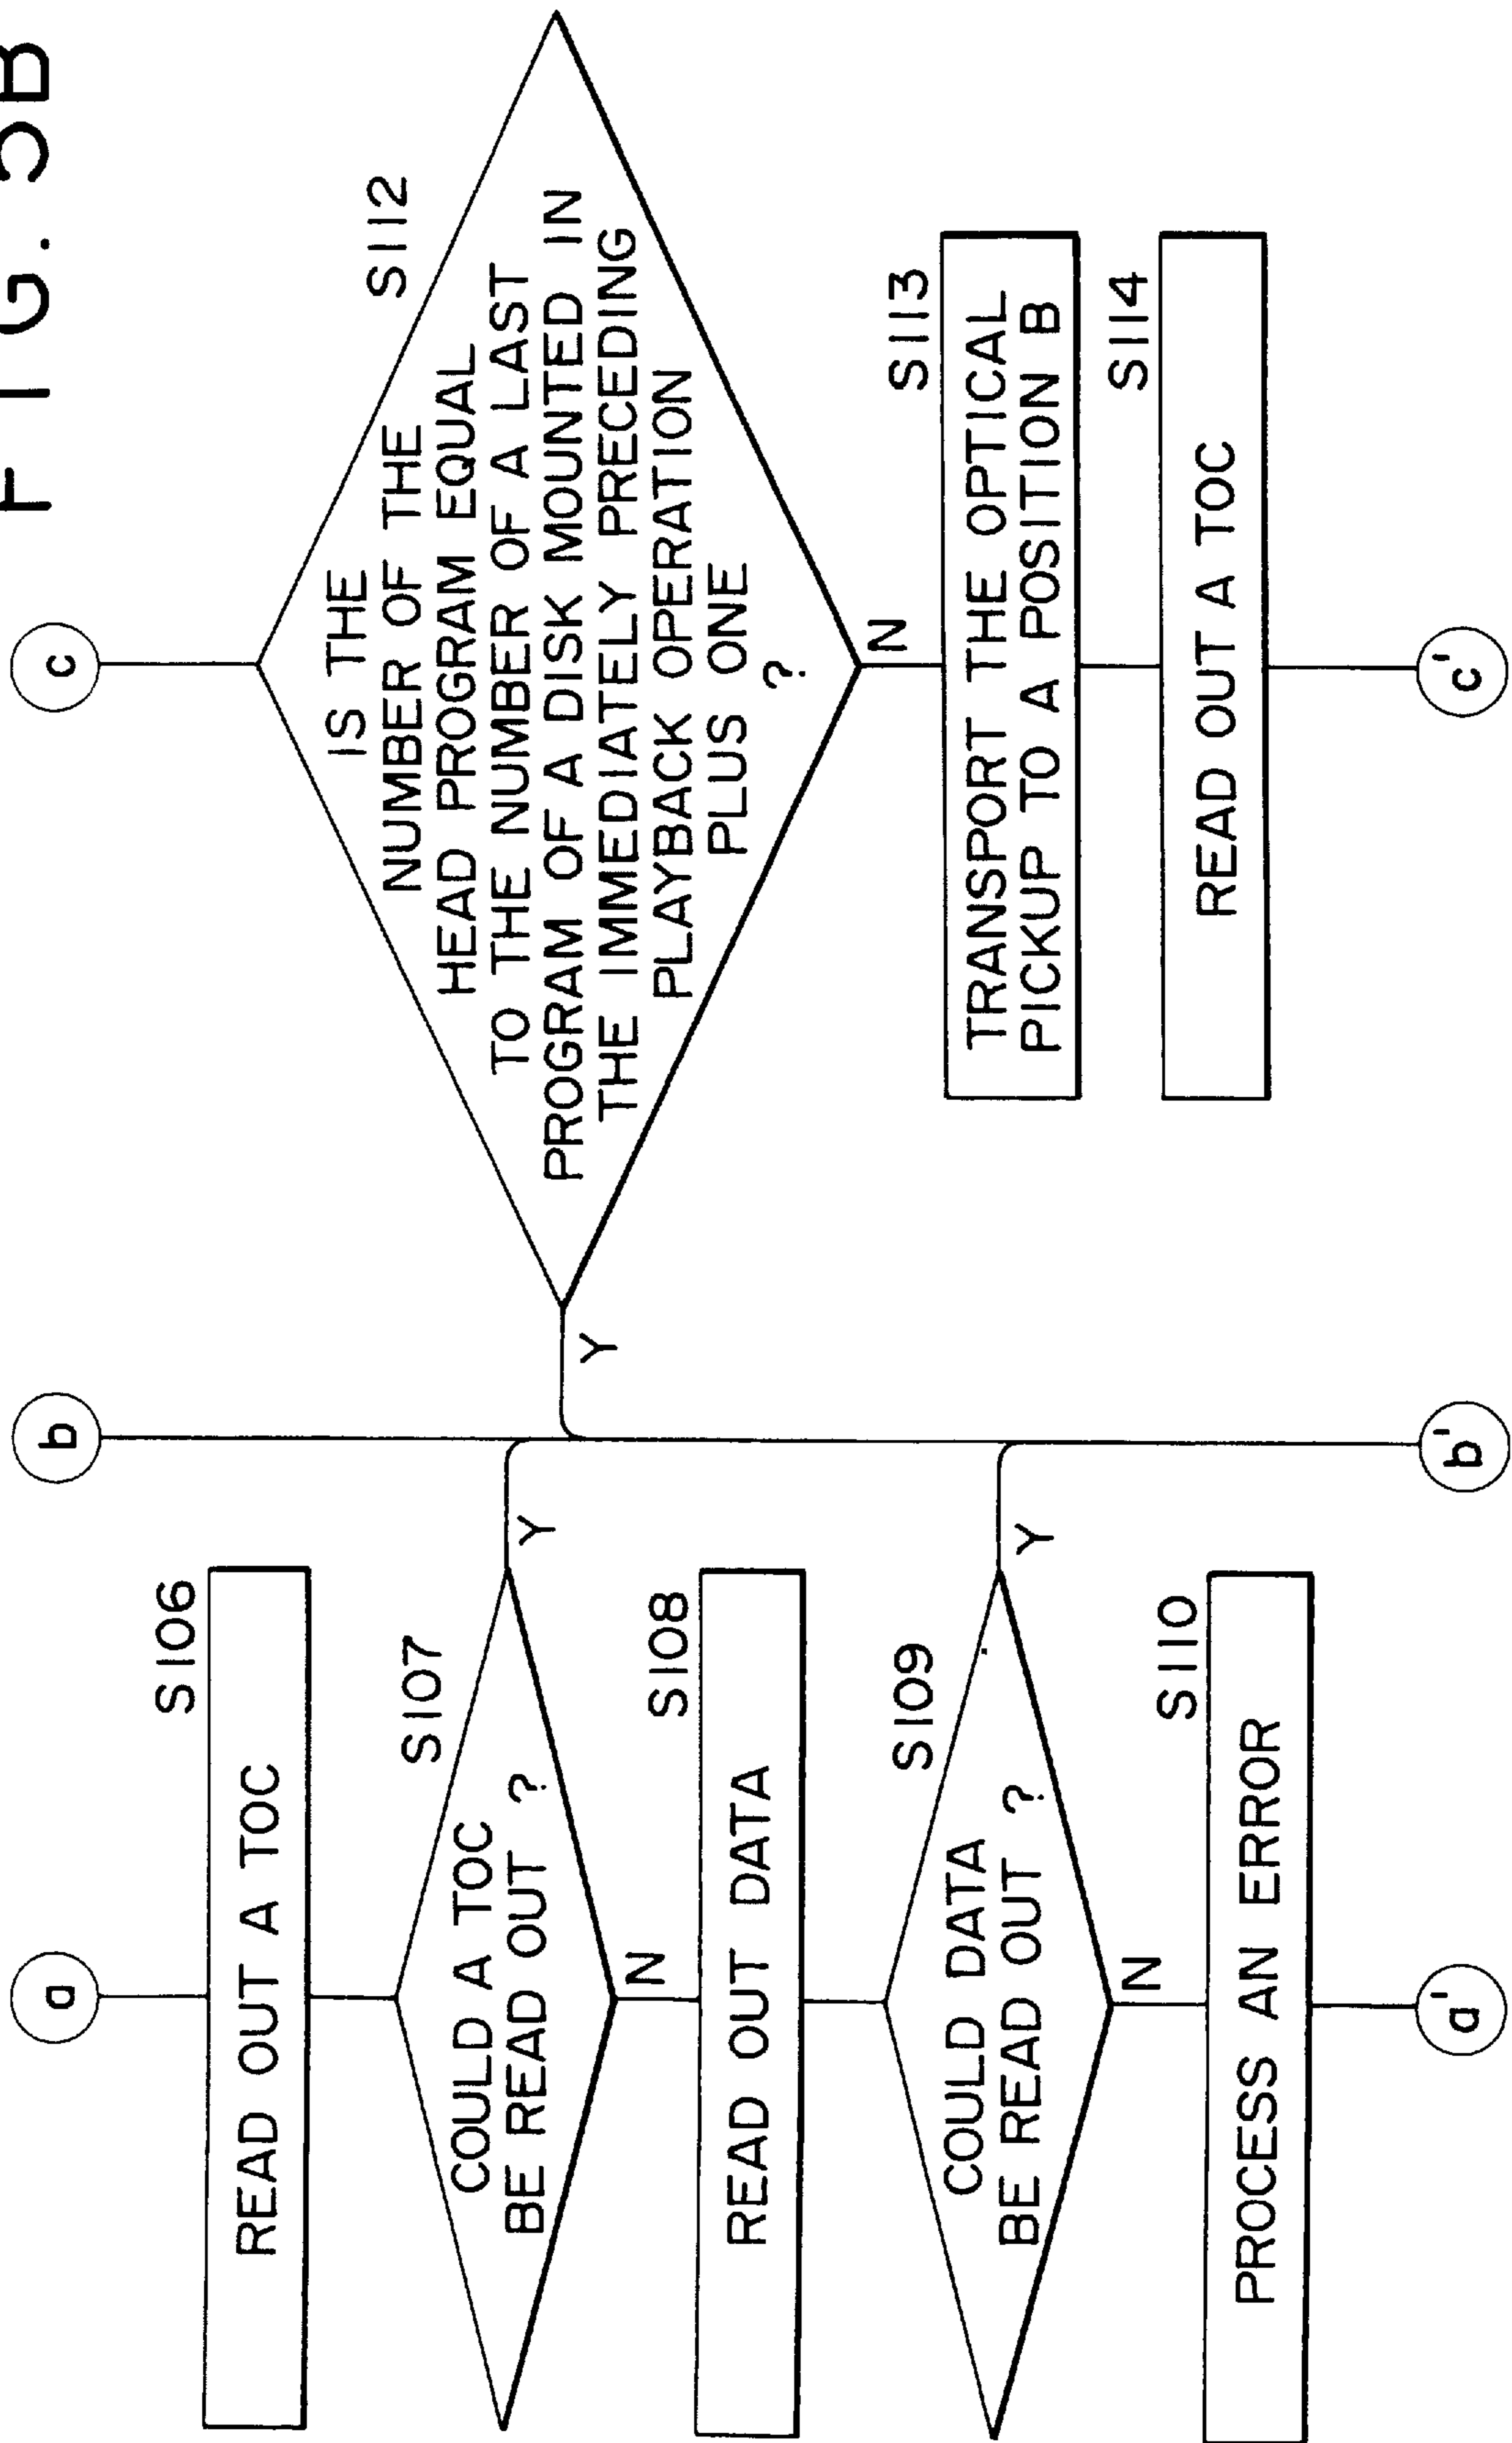 FIG.
a
b
c
S106
READ OUT A TOC
S107
COULD A TOC
BE READ OUT ?
Y
N
S108
READ OUT DATA
S109
COULD DATA
BE READ OUT ?
Y
N
S110
PROCESS AN ERROR
a'
b'
S112
IS THE
NUMBER OF THE
HEAD PROGRAM EQUAL
TO THE NUMBER OF A LAST
PROGRAM OF A DISK MOUNTED IN
THE IMMEDIATELY PRECEDING
PLAYBACK OPERATION
PLUS ONE
?
Y
N
S113
TRANSPORT THE OPTICAL
PICKUP TO A POSITION B
S114
READ OUT A TOC
c'